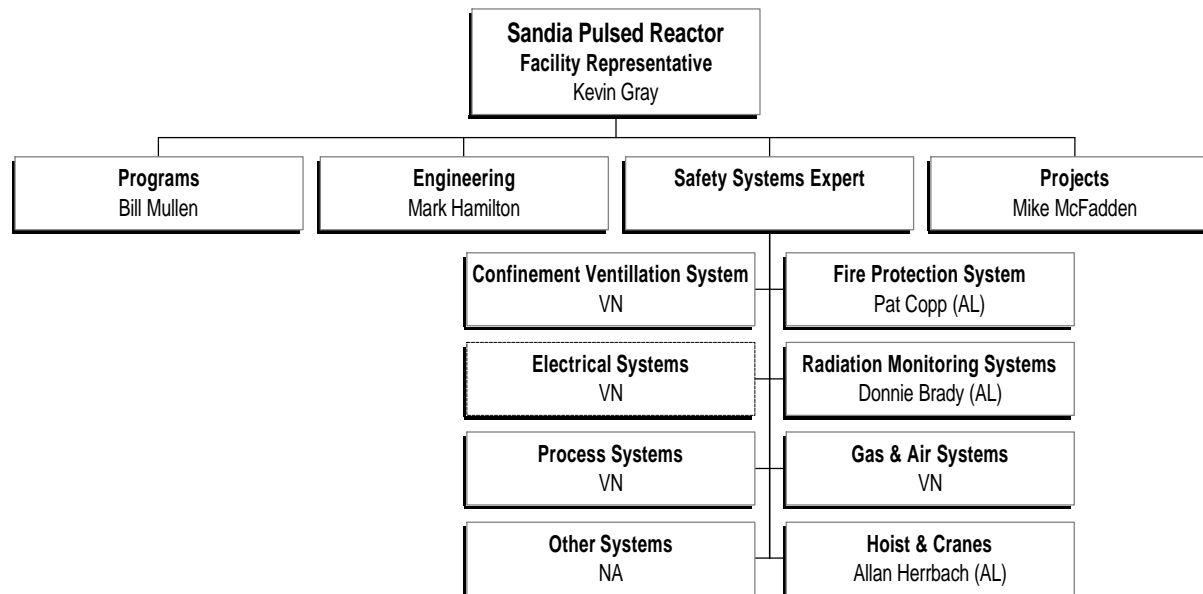 Sandia Pulsed Reactor
Facility Representative
Kevin Gray
Programs
Bill Mullen
Engineering
Mark Hamilton
Safety Systems Expert
Projects
Mike McFadden
Confinement Ventillation System
VN
Fire Protection System
Pat Copp (AL)
Electrical Systems
VN
Radiation Monitoring Systems
Donnie Brady (AL)
Process Systems
VN
Gas & Air Systems
VN
Other Systems
NA
Hoist & Cranes
Allan Herrbach (AL)